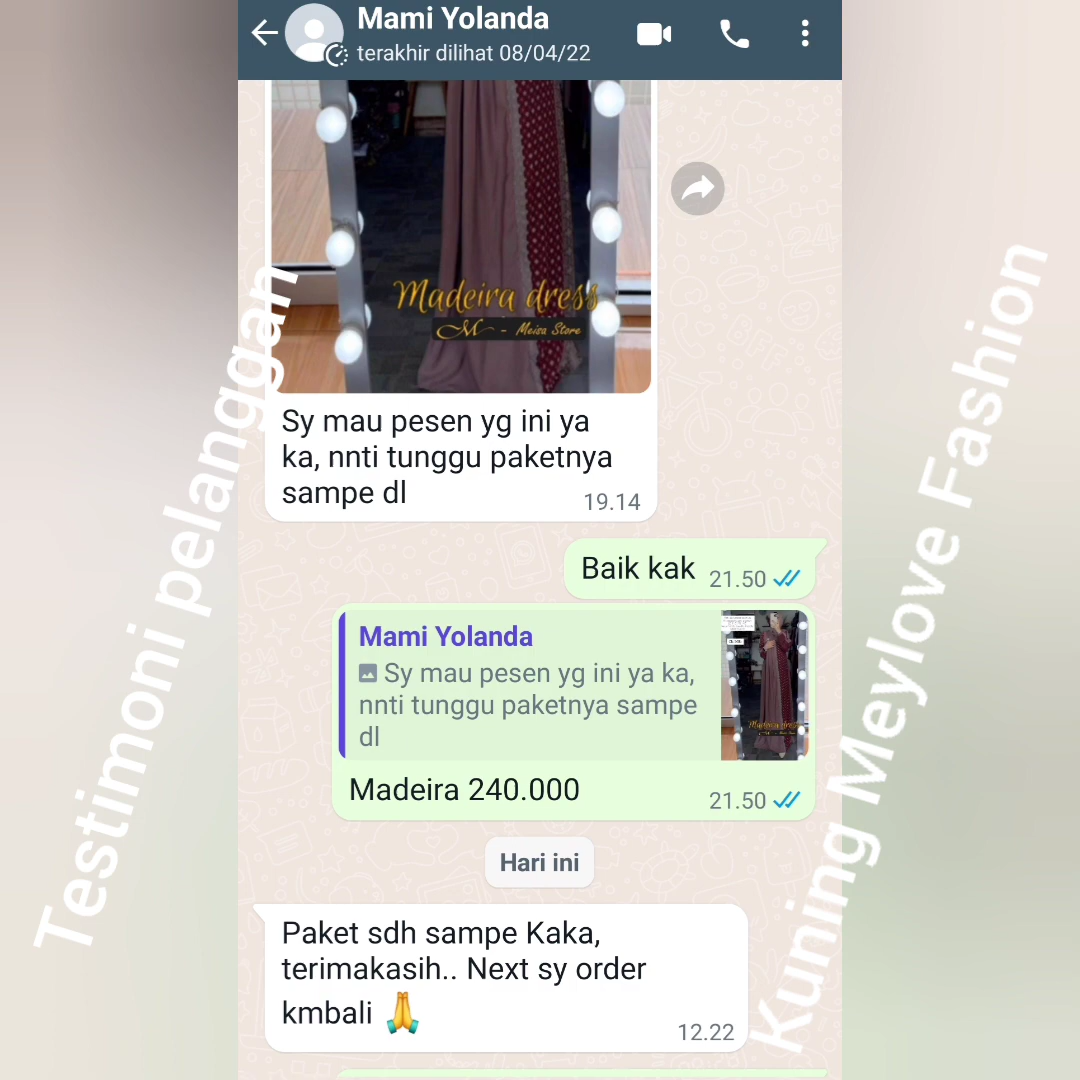 Mami Yolanda
terakhir dilihat 08/04/22
Madeira dress
M - Meisa Store
Sy mau pesen yg ini ya
ka, nnti tunggu paketnya
sampe dl
19.14
Baik kak
21.50
Mami Yolanda
Sy mau pesen yg ini ya ka,
nnti tunggu paketnya sampe
dl
Madeira dress
Madeira 240.000
21.50
Hari ini
Paket sdh sampe Kaka,
terimakasih.. Next sy order
kmbali 🙏
12.22
Testimoni pelanggan
Kuning Meylove Fashion